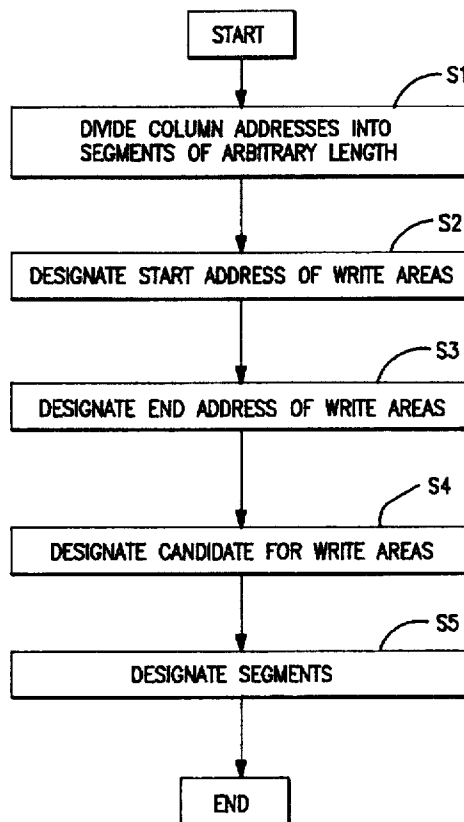 START
S1
DIVIDE COLUMN ADDRESSES INTO
SEGMENTS OF ARBITRARY LENGTH
S2
DESIGNATE START ADDRESS OF WRITE AREAS
S3
DESIGNATE END ADDRESS OF WRITE AREAS
S4
DESIGNATE CANDIDATE FOR WRITE AREAS
S5
DESIGNATE SEGMENTS
END